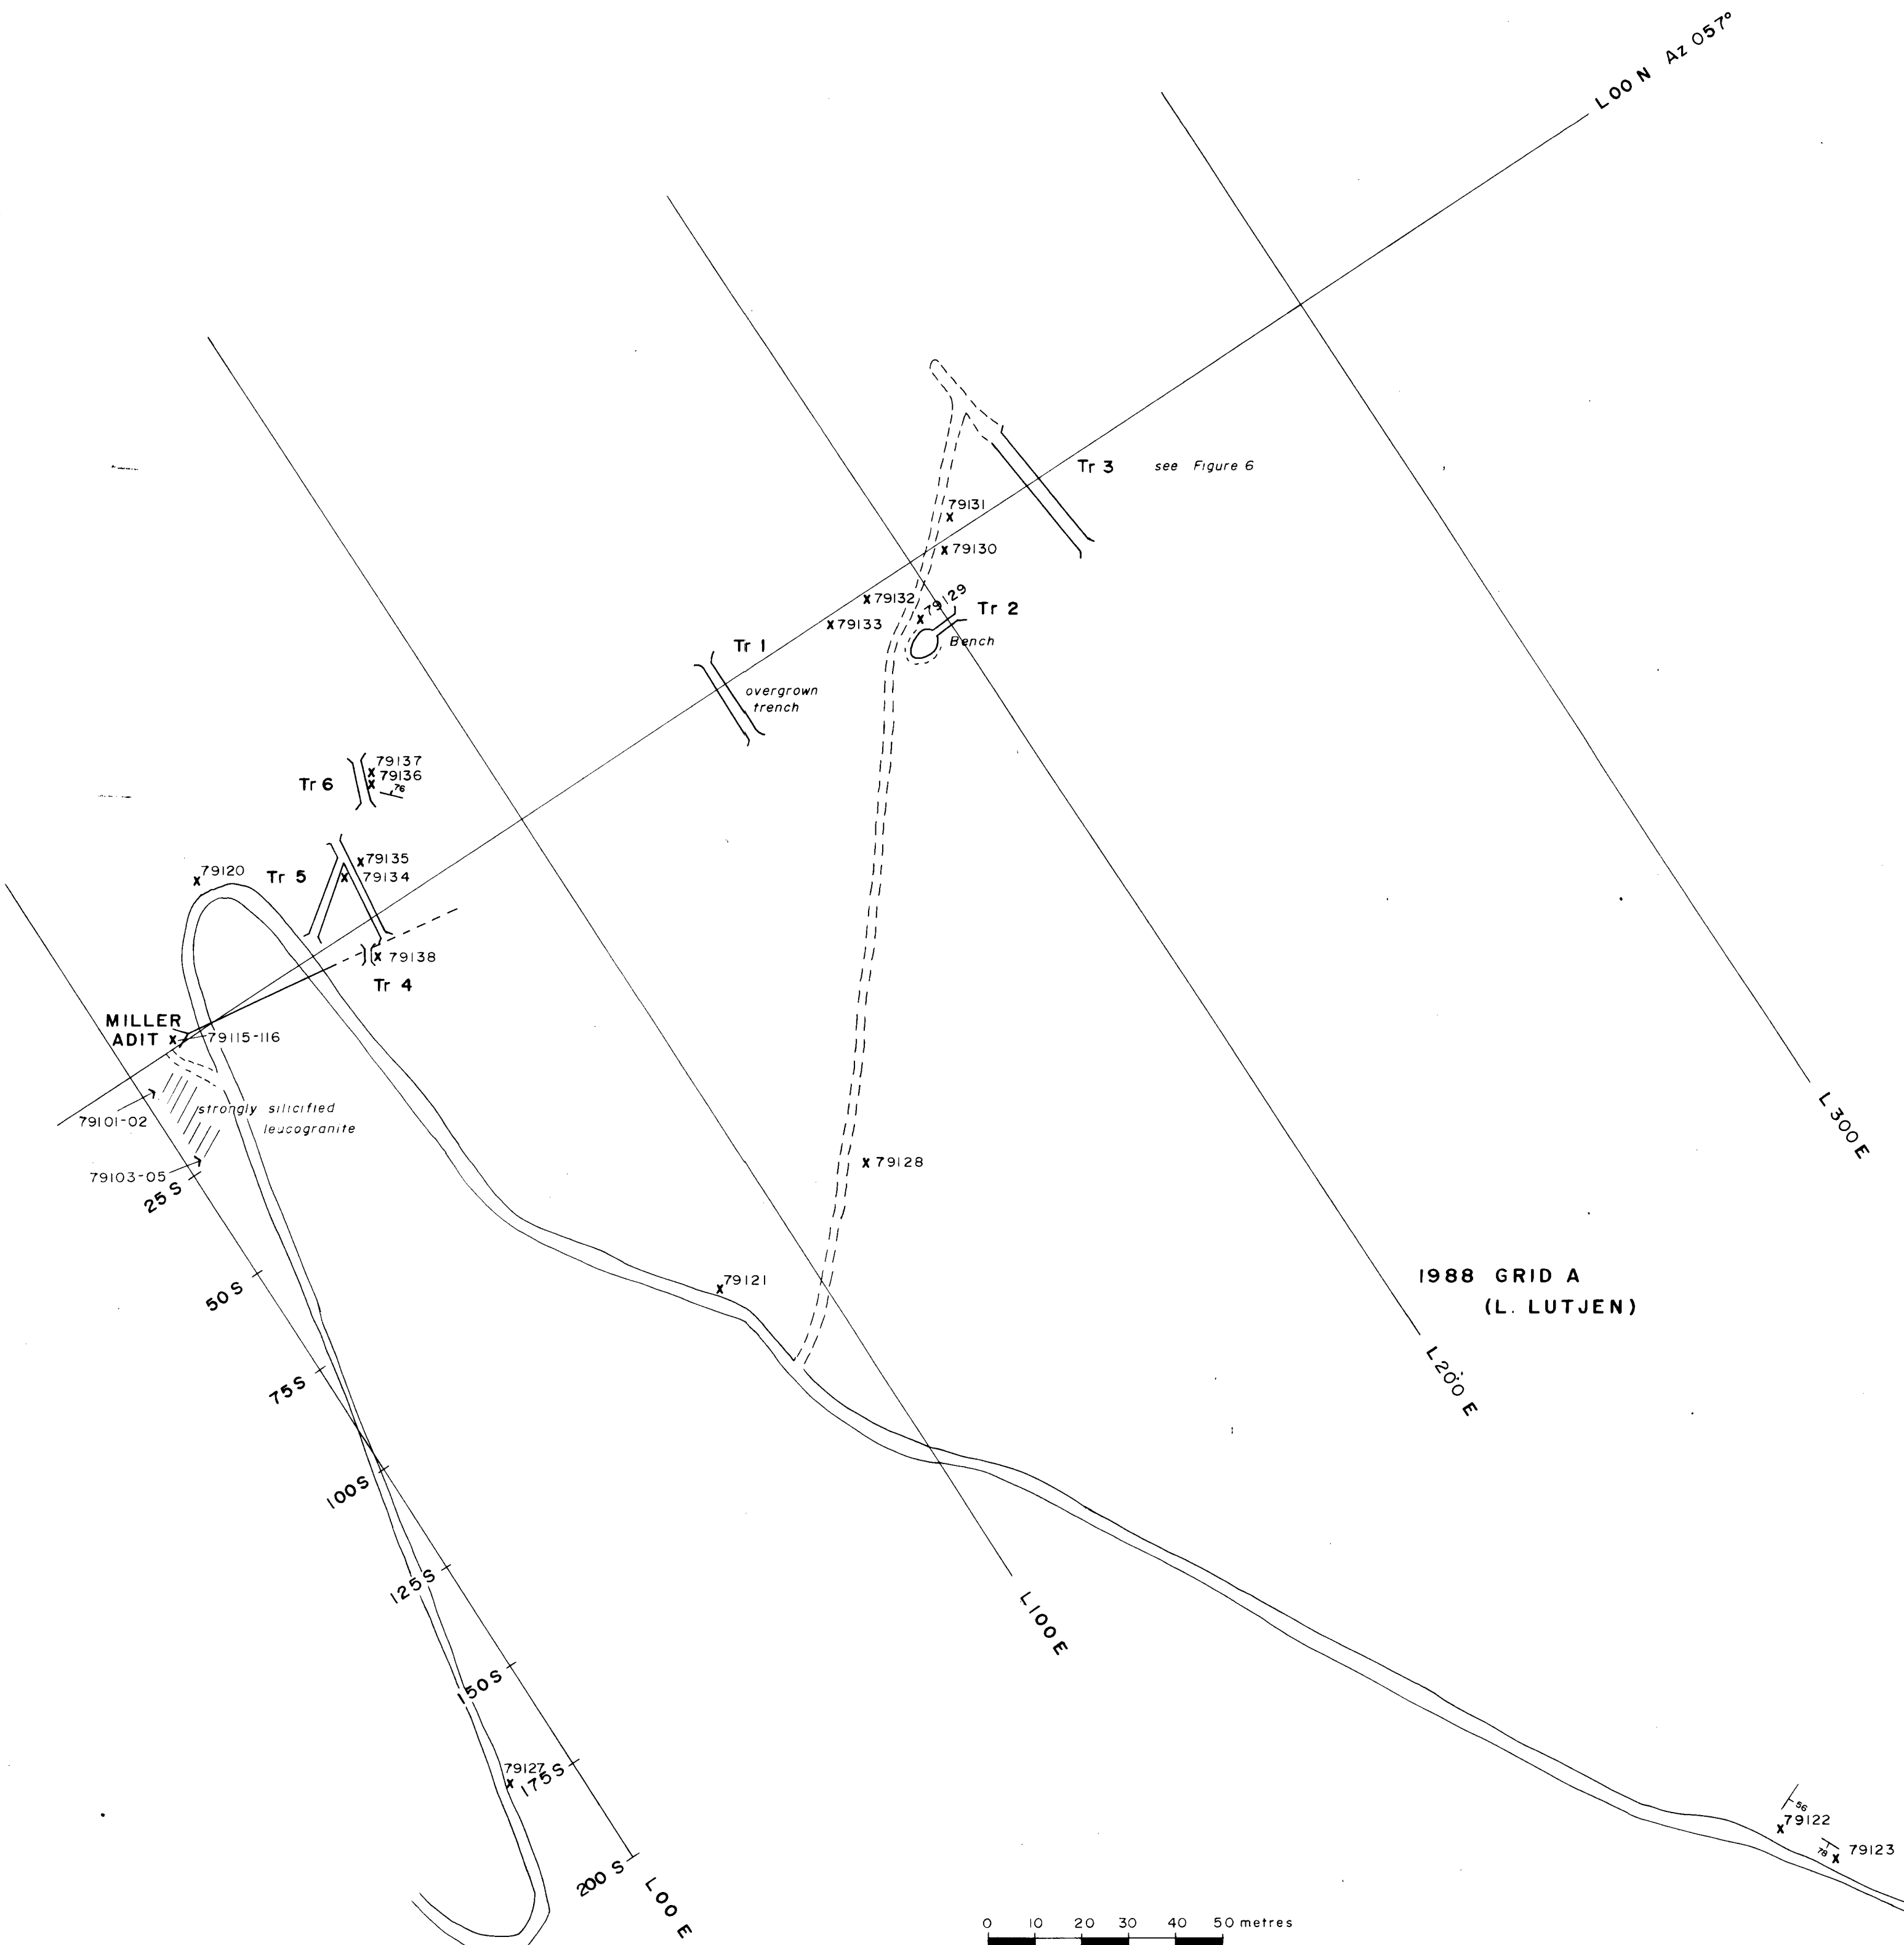 L 00 N Az 057°
Tr 3 see Figure 6
79131
79130
79129
79132
Tr 2
79133
Bench
Tr 1
overgrown
trench
79137
79136
Tr 6
76
79135
79120
Tr 5
79134
79138
Tr 4
MILLER
ADIT
79115-116
79101-02
strongly silicified
leucogranite
79103-05
25 S
L 300 E
79128
50 S
79121
1988 GRID A
(L. LUTJEN)
75 S
L 200 E
100 S
125 S
L 100 E
150 S
79127
175 S
56
79122
78
79123
200 S
L 00 E
0 10 20 30 40 50 metres